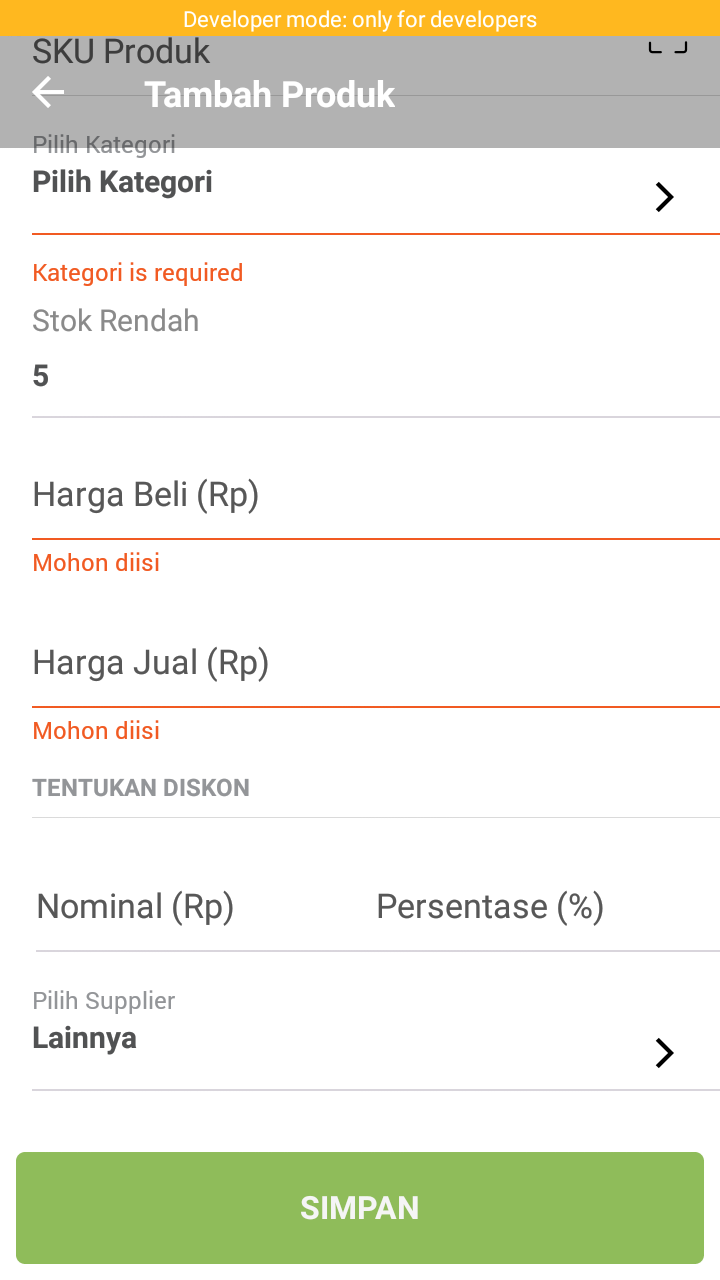 Developer mode: only for developers
SKU Produk
Tambah Produk
Pilih Kategori
Pilih Kategori
Kategori is required
Stok Rendah
5
Harga Beli (Rp)
Mohon diisi
Harga Jual (Rp)
Mohon diisi
TENTUKAN DISKON
Nominal (Rp) Persentase (%)
Pilih Supplier
Lainnya
SIMPAN